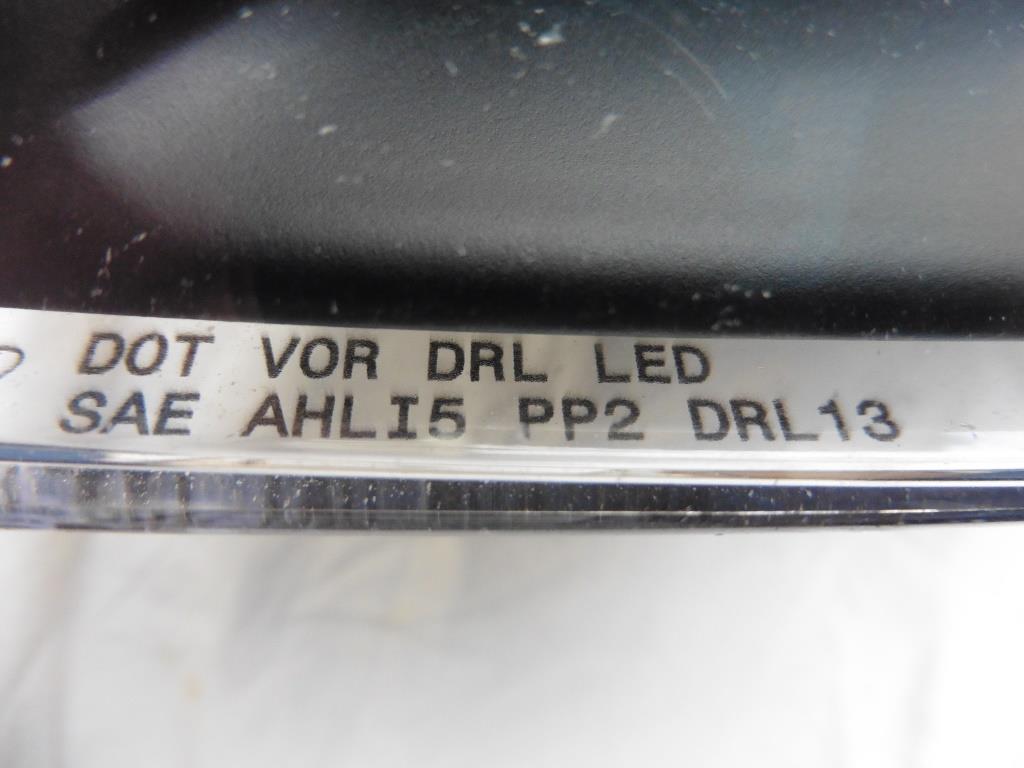 DOT VOR DRL LED
SAE AHLI5 PP2 DRL13